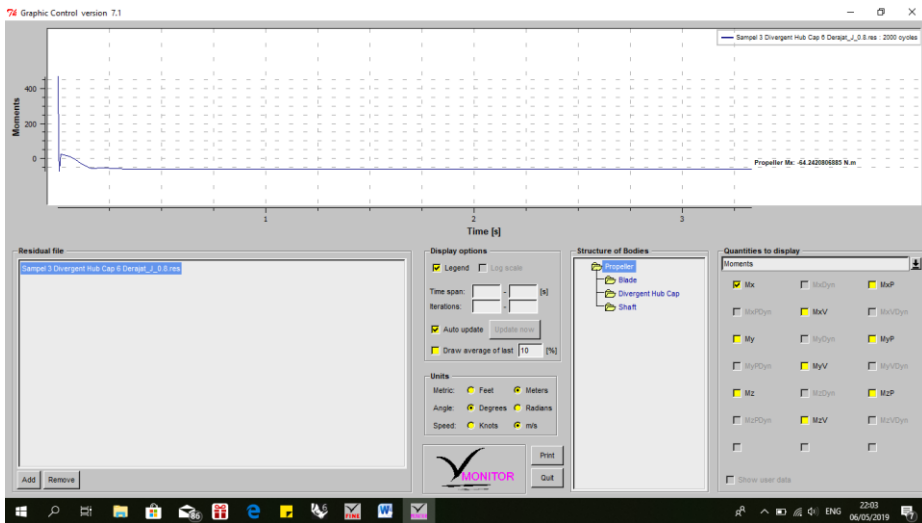 Graphic Control version 7.1
Sampel 3 Divergent Hub Cap 6 Derajat_J_0.8.res : 2000 cycles
Moments
400
200
0
Propeller Mx: -64.2420806885 N.m
1
2
3
Time [s]
Residual file
Sampel 3 Divergent Hub Cap 6 Derajat_J_0.8.res
Add
Remove
Display options
Legend
Log scale
Time span:
-
[s]
Iterations:
-
Auto update
Update now
Draw average of last
10
[%]
Units
Metric:
Feet
Meters
Angle:
Degrees
Radians
Speed:
Knots
m/s
MONITOR
Print
Quit
Structure of Bodies
Propeller
Blade
Divergent Hub Cap
Shaft
Quantities to display
Moments
Mx
MxDyn
MxP
MxPDyn
MxV
MxVDyn
My
MyDyn
MyP
MyPDyn
MyV
MyVDyn
Mz
MzDyn
MzP
MzPDyn
MzV
MzVDyn
Show user data
ENG
22:03
06/05/2019